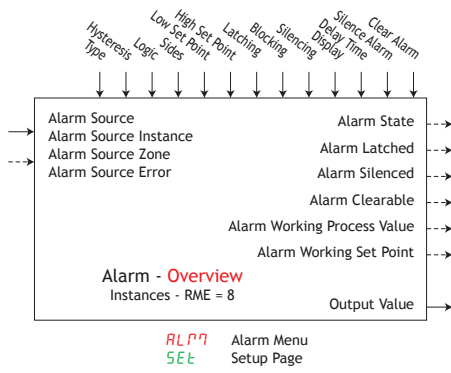 Type
Hysteresis
Logic
Sides
Low Set Point
High Set Point
Latching
Blocking
Silencing
Display
Delay Time
Silence Alarm
Clear Alarm
Alarm Source
Alarm Source Instance
Alarm Source Zone
Alarm Source Error
Alarm State
Alarm Latched
Alarm Silenced
Alarm Clearable
Alarm Working Process Value
Alarm Working Set Point
Alarm - Overview
Instances - RME = 8
Output Value
ALM Alarm Menu
SEt Setup Page